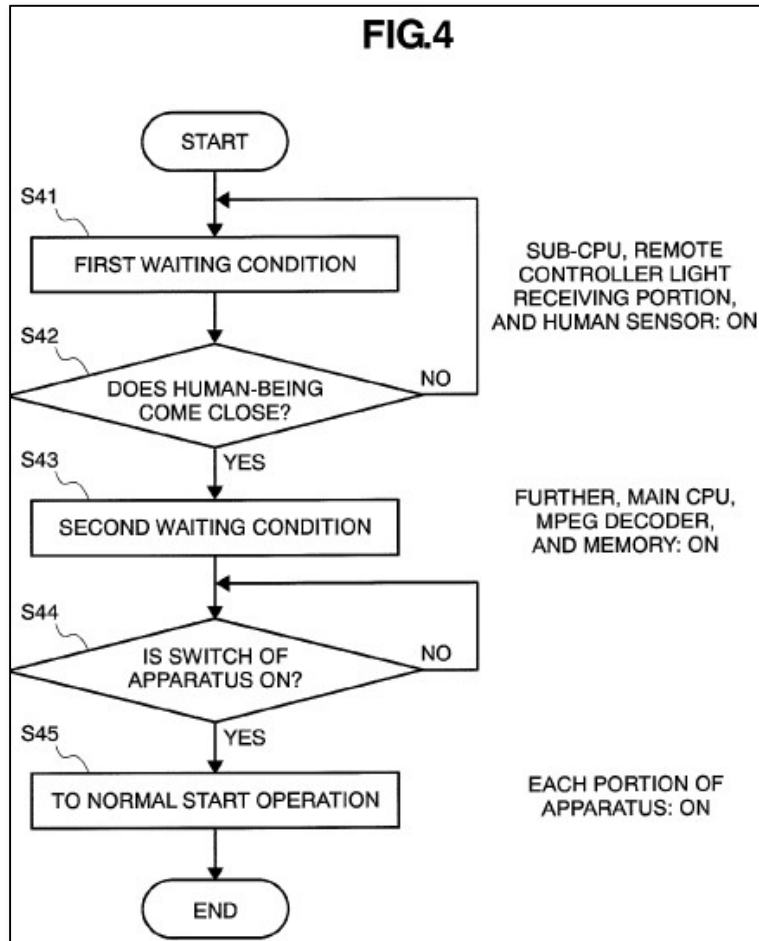 FIG.4
START
S41
FIRST WAITING CONDITION
SUB-CPU, REMOTE
CONTROLLER LIGHT
RECEIVING PORTION,
AND HUMAN SENSOR: ON
S42
DOES HUMAN-BEING
COME CLOSE?
NO
YES
S43
SECOND WAITING CONDITION
FURTHER, MAIN CPU,
MPEG DECODER,
AND MEMORY: ON
S44
IS SWITCH OF
APPARATUS ON?
NO
YES
S45
TO NORMAL START OPERATION
EACH PORTION OF
APPARATUS: ON
END